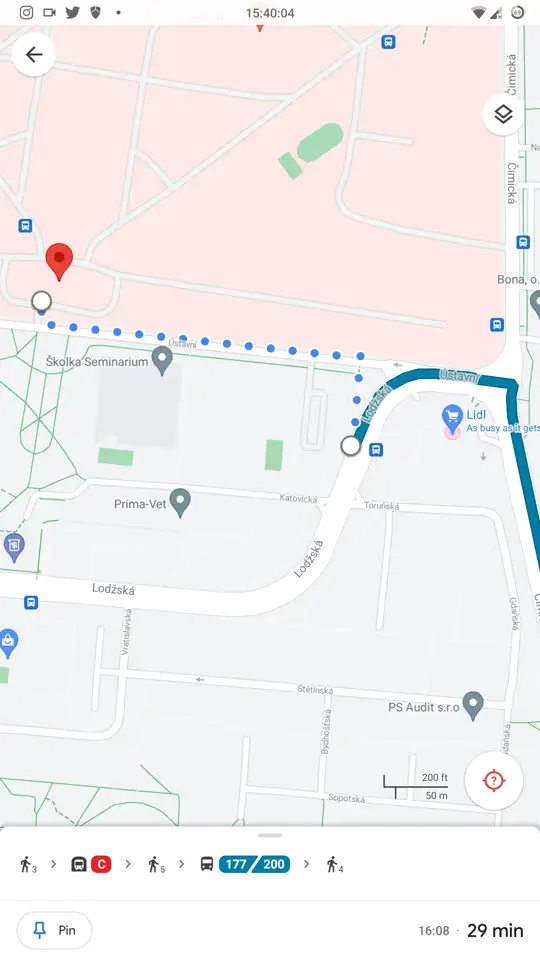 15:40:04
69
Čimická
Čimická
Bona, o.
Ústavní
Školka Seminarium
Ústavní
Lodžská
Lidl
As busy as it gets
Katovická
Toruňská
Prima-Vet
Lodžská
Lodžská
Gdaňská
Vratislavská
Štětínská
PS Audit s.r.o
Bydhošťská
200 ft
50 m
Sopotská
3
C
5
177 / 200
4
Pin
16:08 · 29 min